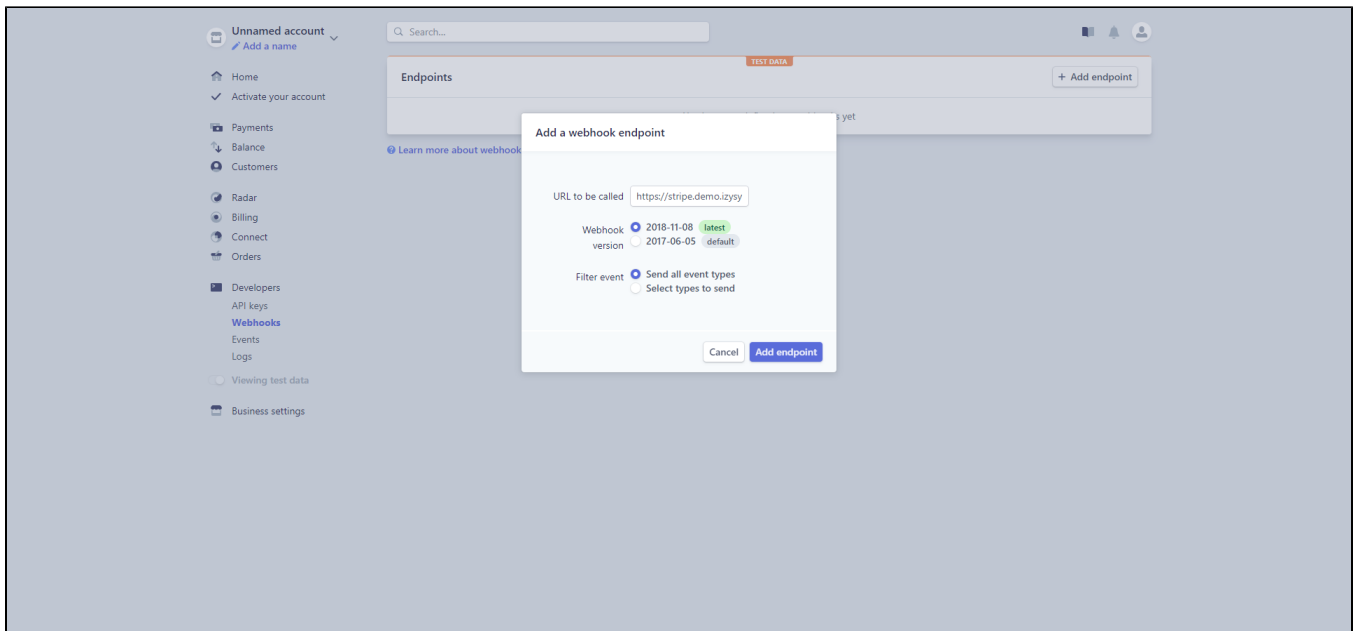 Unnamed account
Add a name
Search...
Home
Activate your account
Payments
Balance
Customers
Radar
Billing
Connect
Orders
Developers
API keys
Webhooks
Events
Logs
Viewing test data
Business settings
TEST DATA
Endpoints
+ Add endpoint
yet
Learn more about webhook
Add a webhook endpoint
URL to be called https://stripe.demo.izysy
Webhook version
2018-11-08 latest
2017-06-05 default
Filter event
Send all event types
Select types to send
Cancel Add endpoint